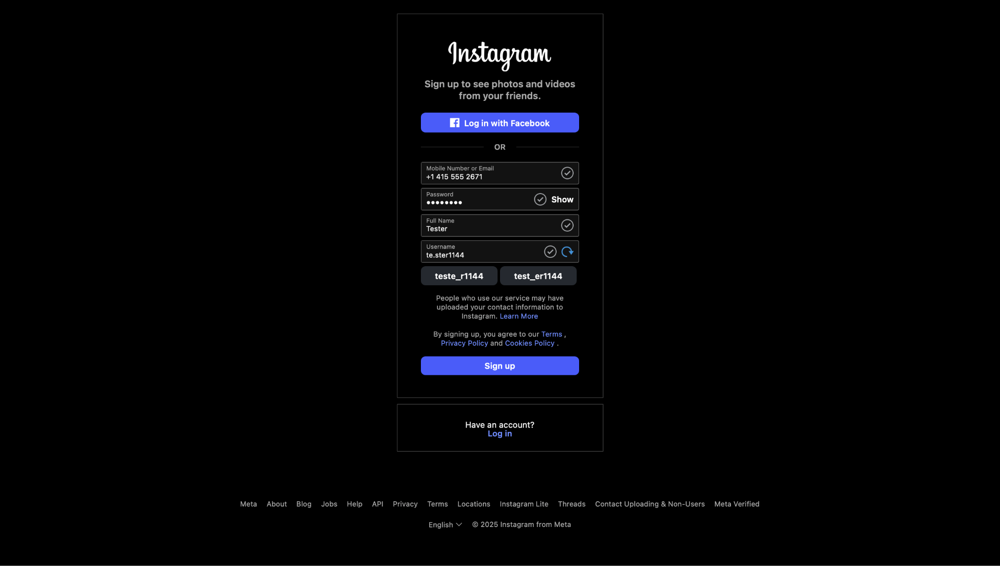 Instagram
Sign up to see photos and videos
from your friends.
Log in with Facebook
OR
Mobile Number or Email
+1 415 555 2671
Password
●●●●●●●●
Show
Full Name
Tester
Username
te.ster1144
teste_r1144 test_er1144
People who use our service may have
uploaded your contact information to
Instagram. Learn More
By signing up, you agree to our Terms ,
Privacy Policy and Cookies Policy .
Sign up
Have an account?
Log in
Meta About Blog Jobs Help API Privacy Terms Locations Instagram Lite Threads Contact Uploading & Non-Users Meta Verified
English © 2025 Instagram from Meta